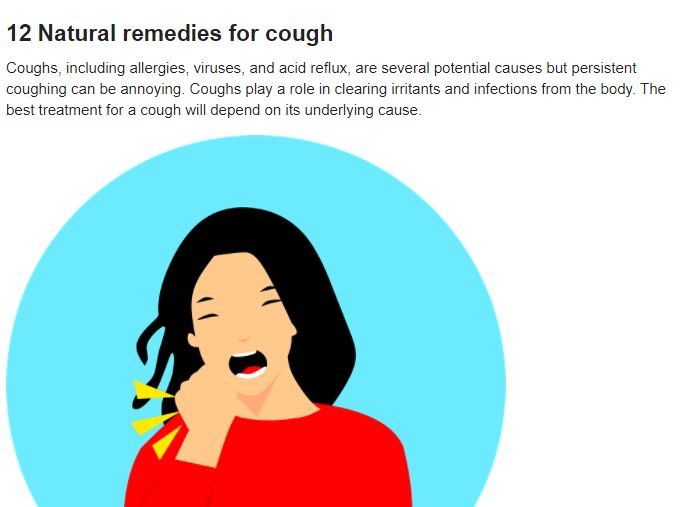 12 Natural remedies for cough
Coughs, including allergies, viruses, and acid reflux, are several potential causes but persistent
coughing can be annoying. Coughs play a role in clearing irritants and infections from the body. The
best treatment for a cough will depend on its underlying cause.